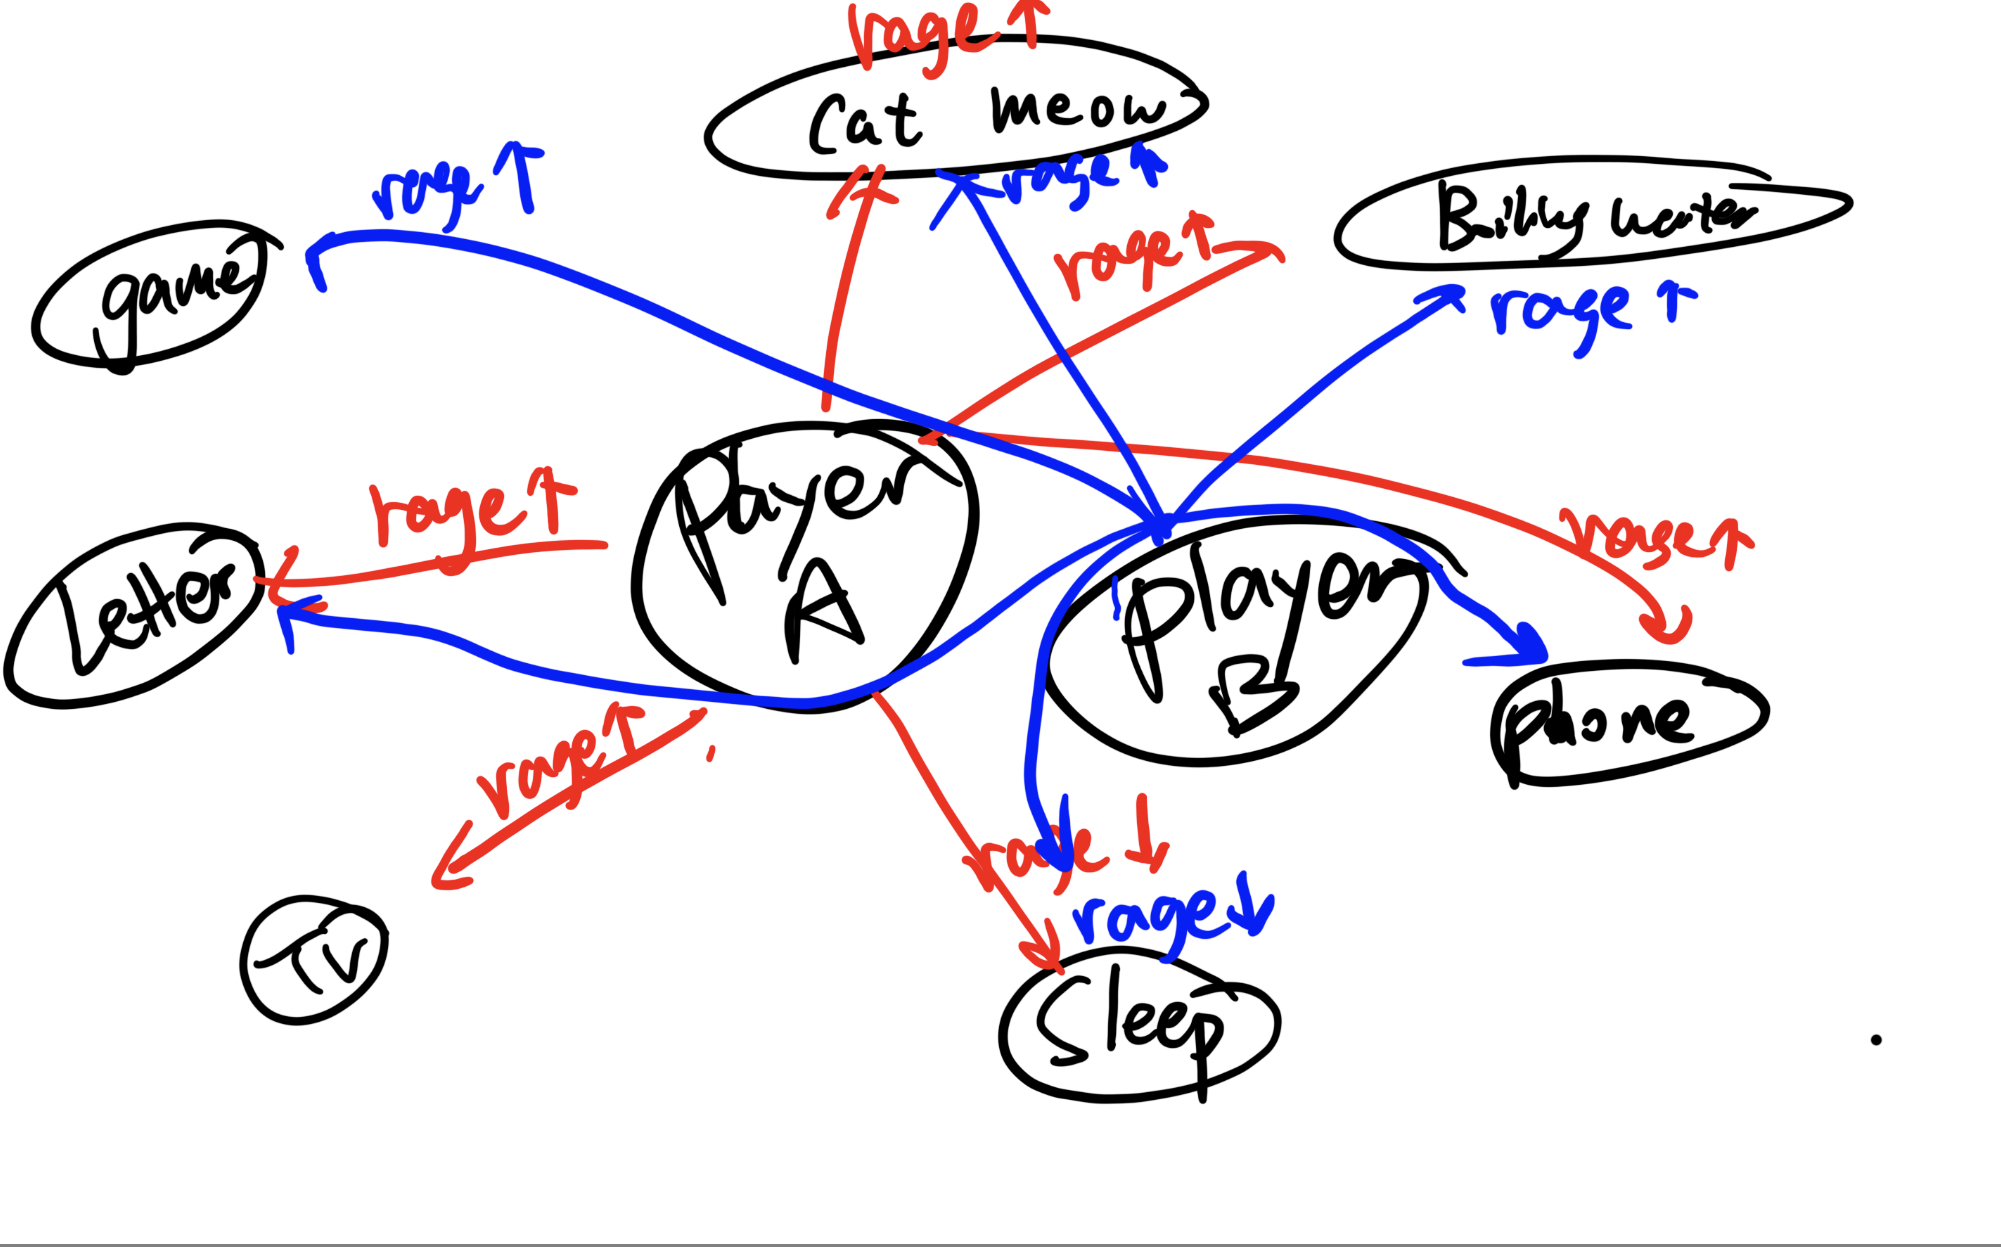 rage ↑
Cat meow
rage ↑
rage ↑
Boiling water
rage ↑
rage ↑
game
Player
A
rage ↑
Letter
rage ↑
Player
B
phone
rage ↑
rage ↓
rage ↓
TV
Sleep